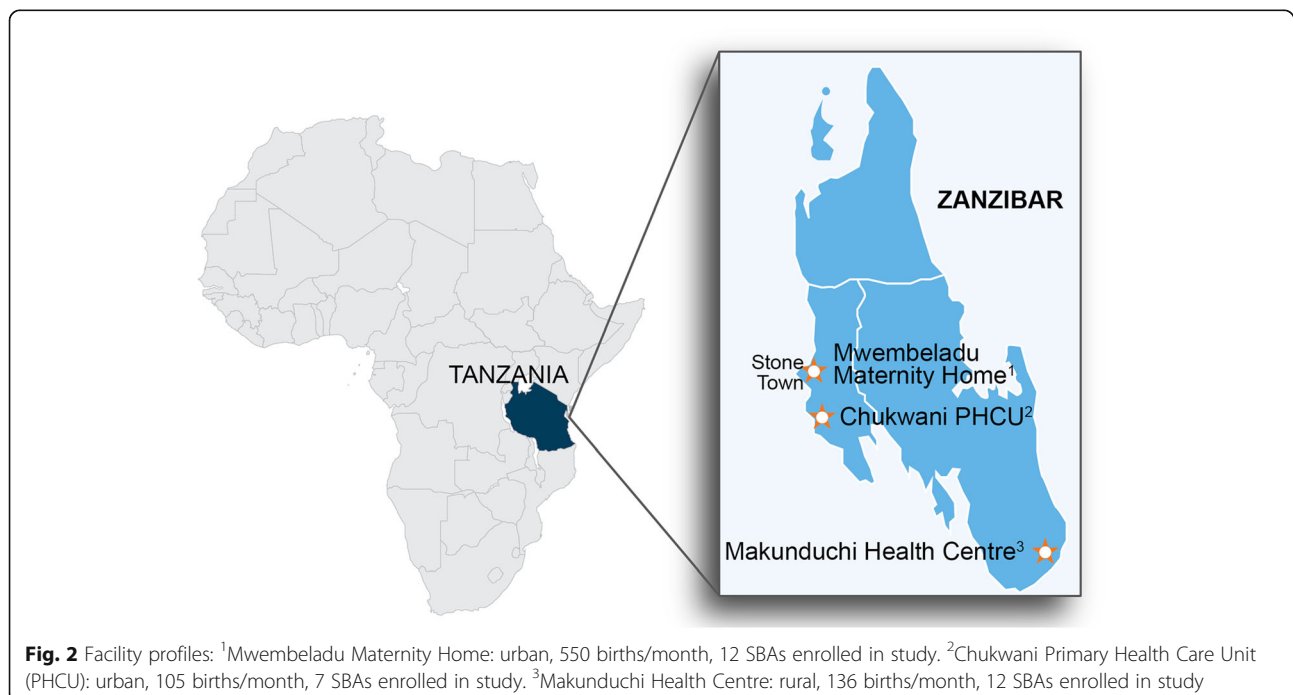 TANZANIA
ZANZIBAR
Stone
Town
Mwembeladu
Maternity Home¹
Chukwani PHCU²
Makunduchi Health Centre³
Fig. 2 Facility profiles: ¹Mwembeladu Maternity Home: urban, 550 births/month, 12 SBAs enrolled in study. ²Chukwani Primary Health Care Unit
(PHCU): urban, 105 births/month, 7 SBAs enrolled in study. ³Makunduchi Health Centre: rural, 136 births/month, 12 SBAs enrolled in study